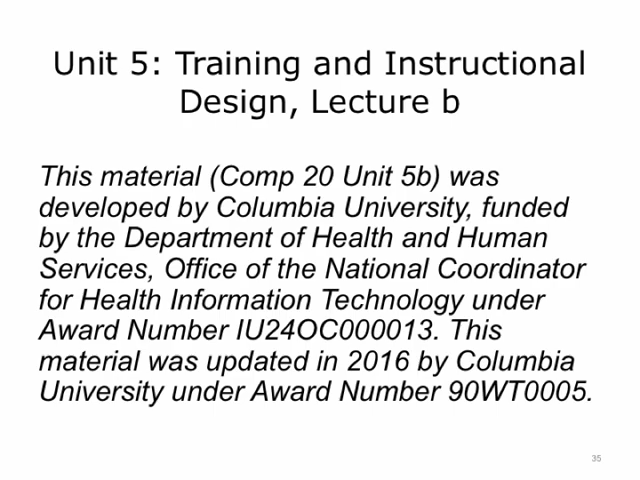 Unit 5: Training and Instructional
Design, Lecture b
This material (Comp 20 Unit 5b) was
developed by Columbia University, funded
by the Department of Health and Human
Services, Office of the National Coordinator
for Health Information Technology under
Award Number IU24OC000013. This
material was updated in 2016 by Columbia
University under Award Number 90WT0005.
35